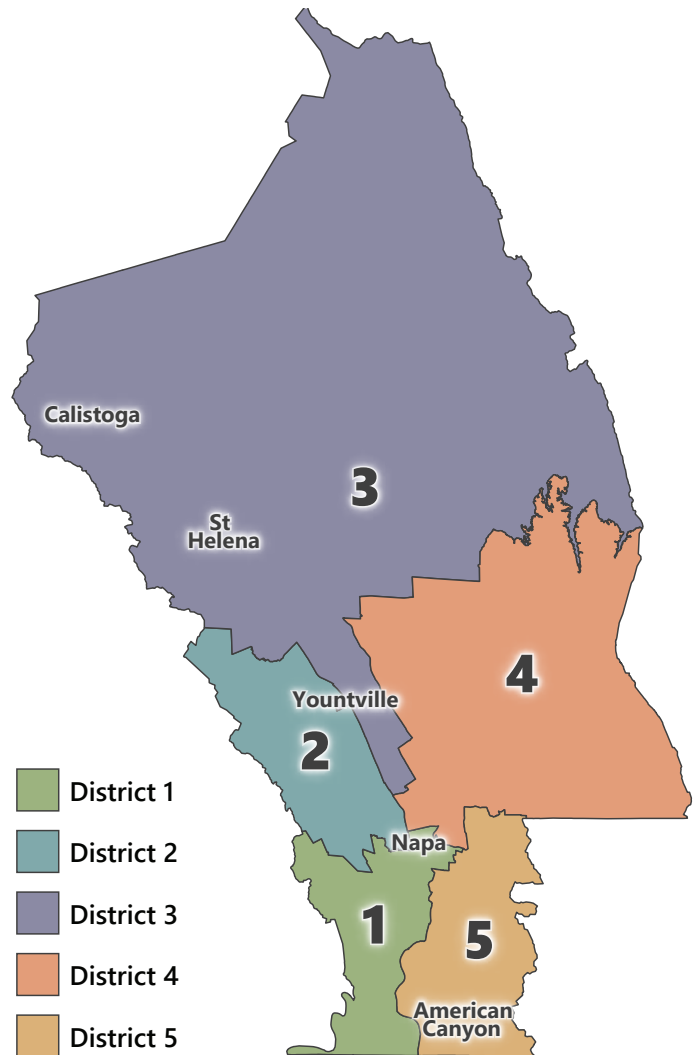 Calistoga
3
St
Helena
4
Yountville
2
District 1
District 2
Napa
District 3
1
5
District 4
American
Canyon
District 5